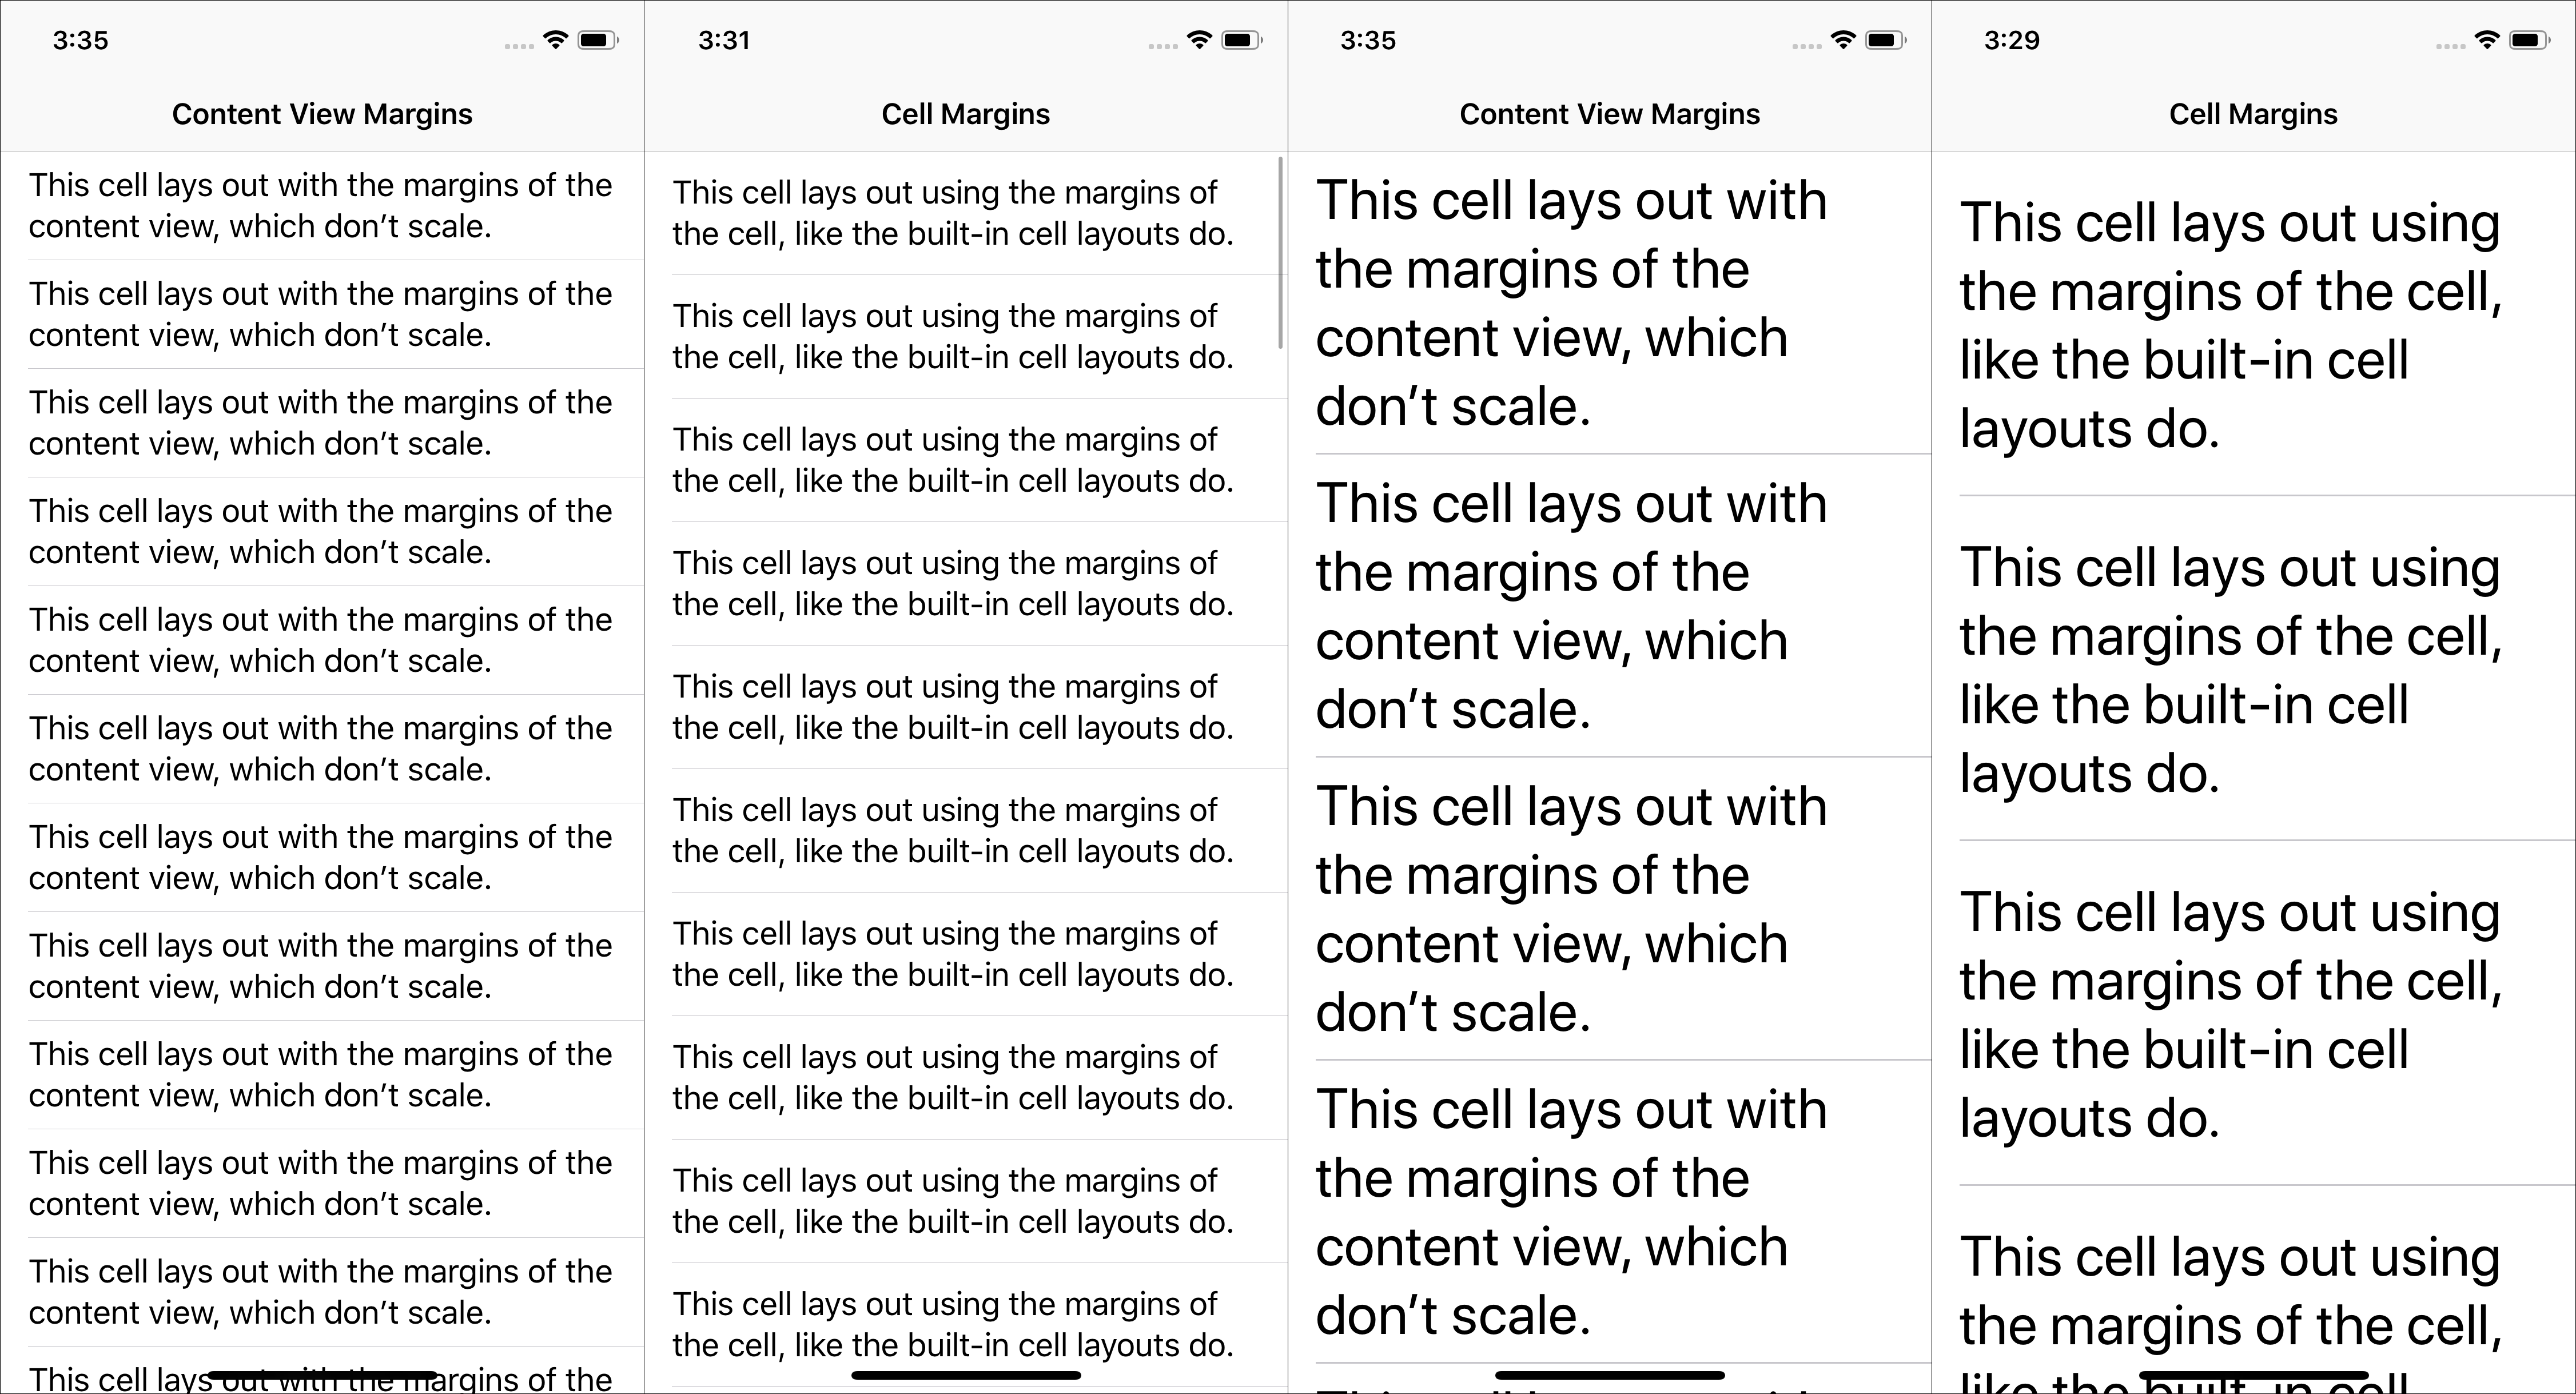 3:35
Content View Margins
This cell lays out with the margins of the
content view, which don’t scale.
This cell lays out with the margins of the
content view, which don’t scale.
This cell lays out with the margins of the
content view, which don’t scale.
This cell lays out with the margins of the
content view, which don’t scale.
This cell lays out with the margins of the
content view, which don’t scale.
This cell lays out with the margins of the
content view, which don’t scale.
This cell lays out with the margins of the
content view, which don’t scale.
This cell lays out with the margins of the
content view, which don’t scale.
This cell lays out with the margins of the
content view, which don’t scale.
This cell lays out with the margins of the
content view, which don’t scale.
This cell lays out with the margins of the
content view, which don’t scale.
This cell lays out with the margins of the
3:31
Cell Margins
This cell lays out using the margins of
the cell, like the built-in cell layouts do.
This cell lays out using the margins of
the cell, like the built-in cell layouts do.
This cell lays out using the margins of
the cell, like the built-in cell layouts do.
This cell lays out using the margins of
the cell, like the built-in cell layouts do.
This cell lays out using the margins of
the cell, like the built-in cell layouts do.
This cell lays out using the margins of
the cell, like the built-in cell layouts do.
This cell lays out using the margins of
the cell, like the built-in cell layouts do.
This cell lays out using the margins of
the cell, like the built-in cell layouts do.
This cell lays out using the margins of
the cell, like the built-in cell layouts do.
This cell lays out using the margins of
the cell, like the built-in cell layouts do.
3:35
Content View Margins
This cell lays out with
the margins of the
content view, which
don’t scale.
This cell lays out with
the margins of the
content view, which
don’t scale.
This cell lays out with
the margins of the
content view, which
don’t scale.
This cell lays out with
the margins of the
content view, which
don’t scale.
3:29
Cell Margins
This cell lays out using
the margins of the cell,
like the built-in cell
layouts do.
This cell lays out using
the margins of the cell,
like the built-in cell
layouts do.
This cell lays out using
the margins of the cell,
like the built-in cell
layouts do.
This cell lays out using
the margins of the cell,
like the built-in cell